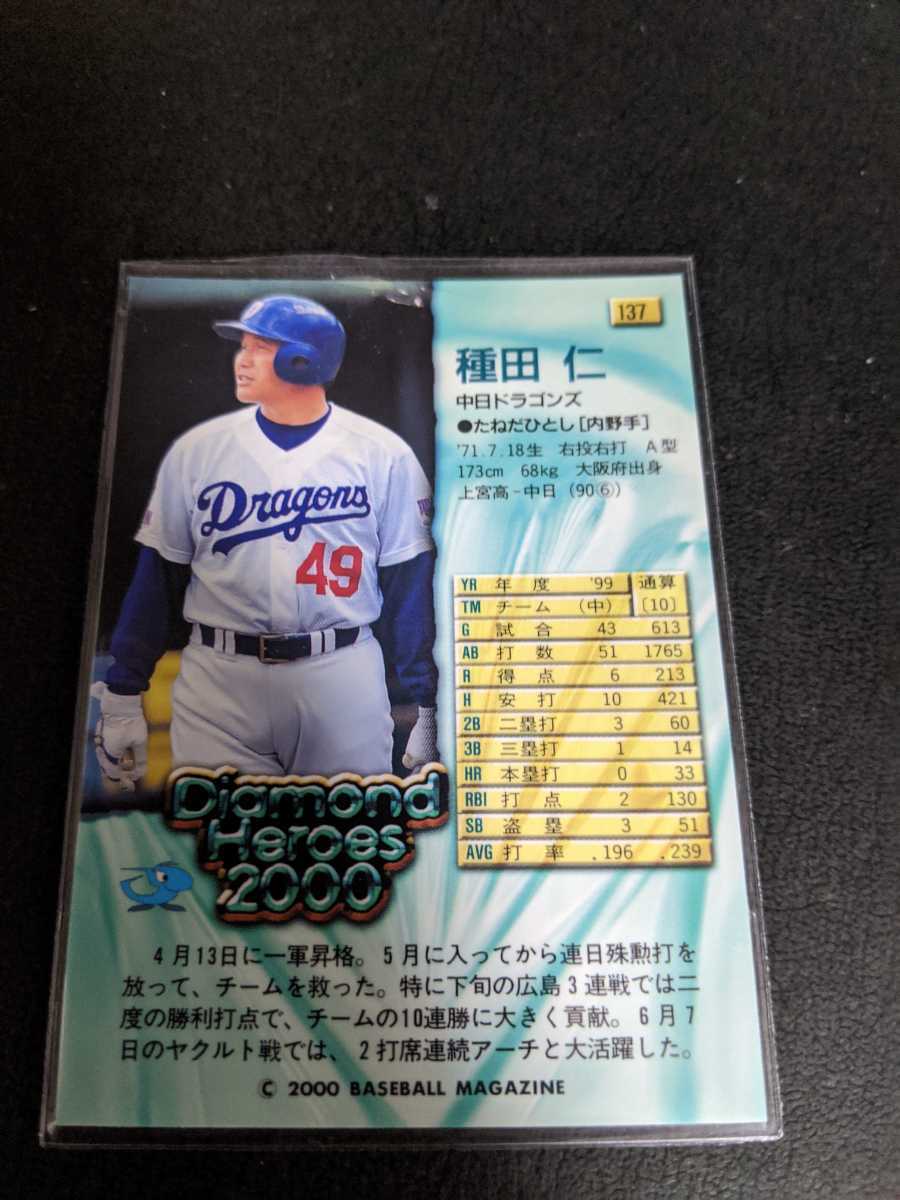 137
種田 仁
中日ドラゴンズ
●たねだひとし[内野手]
'71.7.18生 右投右打 A型
173cm 68kg 大阪府出身
上宮高-中日 (90⑥)
Dragons
49
YR 年度 '99 通算
TM チーム (中) [10]
G 試合 43 613
AB 打数 51 1765
R 得点 6 213
H 安打 10 421
2B 二塁打 3 60
3B 三塁打 1 14
HR 本塁打 0 33
RBI 打点 2 130
SB 盗塁 3 51
AVG 打率 .196 .239
Diamond
Heroes
2000
4月13日に一軍昇格。5月に入ってから連日殊勲打を
放って、チームを救った。特に下旬の広島3連戦では二
度の勝利打点で、チームの10連勝に大きく貢献。6月7
日のヤクルト戦では、2打席連続アーチと大活躍した。
© 2000 BASEBALL MAGAZINE